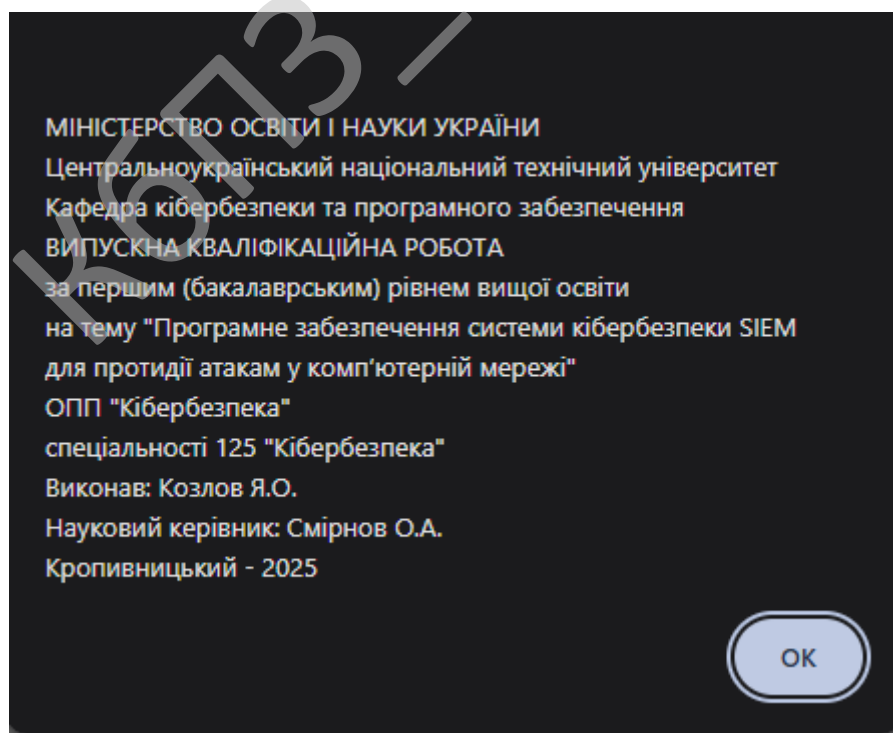 МІНІСТЕРСТВО ОСВІТИ І НАУКИ УКРАЇНИ
Центральноукраїнський національний технічний університет
Кафедра кібербезпеки та програмного забезпечення
ВИПУСКНА КВАЛІФІКАЦІЙНА РОБОТА
за першим (бакалаврським) рівнем вищої освіти
на тему "Програмне забезпечення системи кібербезпеки SIEM
для протидії атакам у комп’ютерній мережі"
ОПП "Кібербезпека"
спеціальності 125 "Кібербезпека"
Виконав: Козлов Я.О.
Науковий керівник: Смірнов О.А.
Кропивницький - 2025
ОК
КбПЗ_